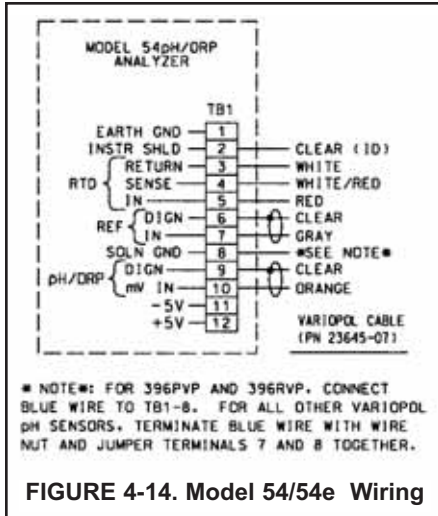 MODEL 54pH/ORP
ANALYZER
TB1
EARTH GND 1
INSTR SHLD 2 CLEAR (ID)
RTD
RETURN 3 WHITE
SENSE 4 WHITE/RED
IN 5 RED
REF
DIGN 6 CLEAR
IN 7 GRAY
SOLN GND 8 *SEE NOTE*
pH/ORP
DIGN 9 CLEAR
mV IN 10 ORANGE
-5V 11
+5V 12
VARIOPOL CABLE
(PN 23645-07)
* NOTE*: FOR 396PVP AND 396RVP, CONNECT
BLUE WIRE TO TB1-8. FOR ALL OTHER VARIOPOL
pH SENSORS, TERMINATE BLUE WIRE WITH WIRE
NUT AND JUMPER TERMINALS 7 AND 8 TOGETHER.
FIGURE 4-14. Model 54/54e Wiring